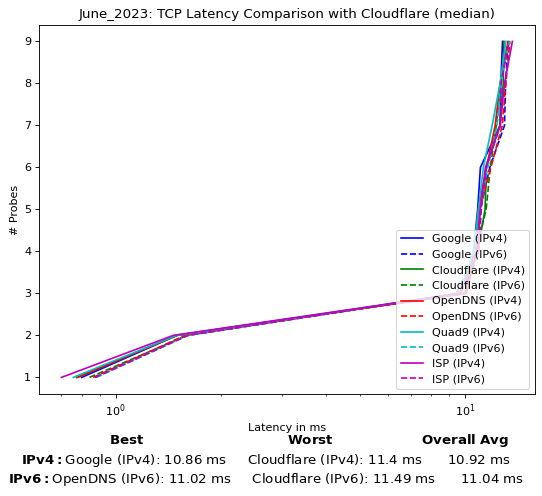 June_2023: TCP Latency Comparison with Cloudflare (median)
9
8
7
6
5
4
3
2
1
# Probes
Google (IPv4)
Google (IPv6)
Cloudflare (IPv4)
Cloudflare (IPv6)
OpenDNS (IPv4)
OpenDNS (IPv6)
Quad9 (IPv4)
Quad9 (IPv6)
ISP (IPv4)
ISP (IPv6)
10⁰ 10¹
Latency in ms
Best Worst Overall Avg
IPv4: Google (IPv4): 10.86 ms Cloudflare (IPv4): 11.4 ms 10.92 ms
IPv6: OpenDNS (IPv6): 11.02 ms Cloudflare (IPv6): 11.49 ms 11.04 ms